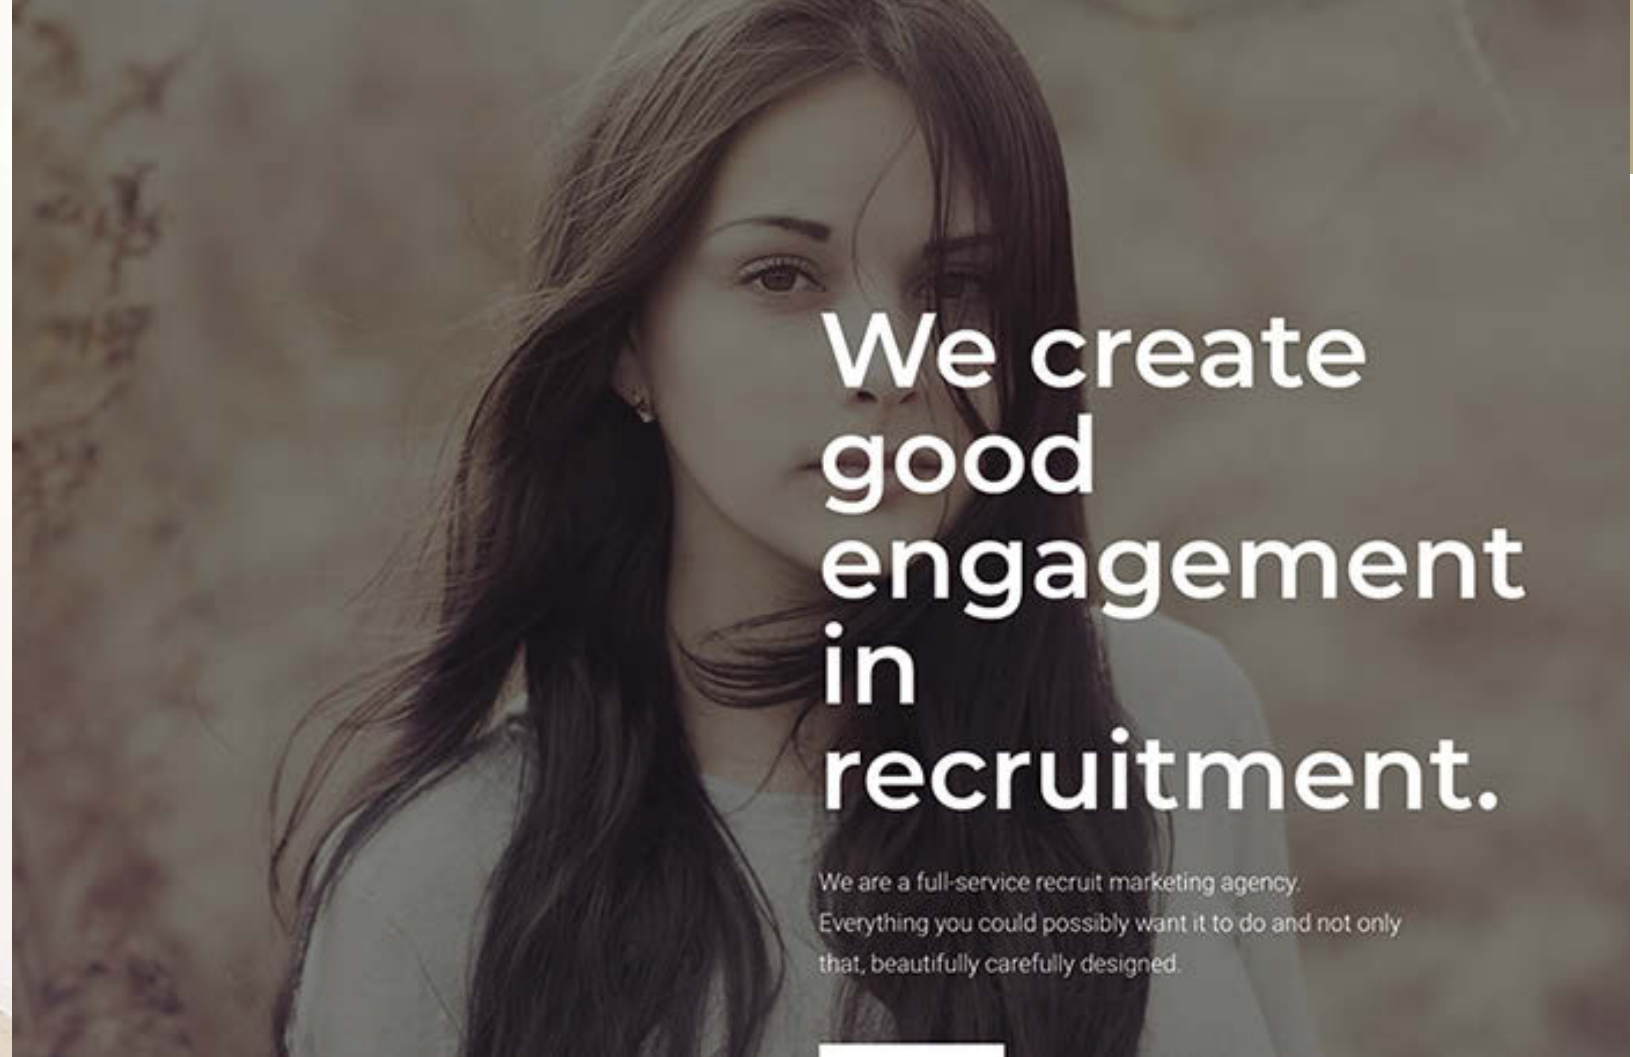 We create
good
engagement
in
recruitment.
We are a full-service recruit marketing agency.
Everything you could possibly want it to do and not only
that, beautifully carefully designed.